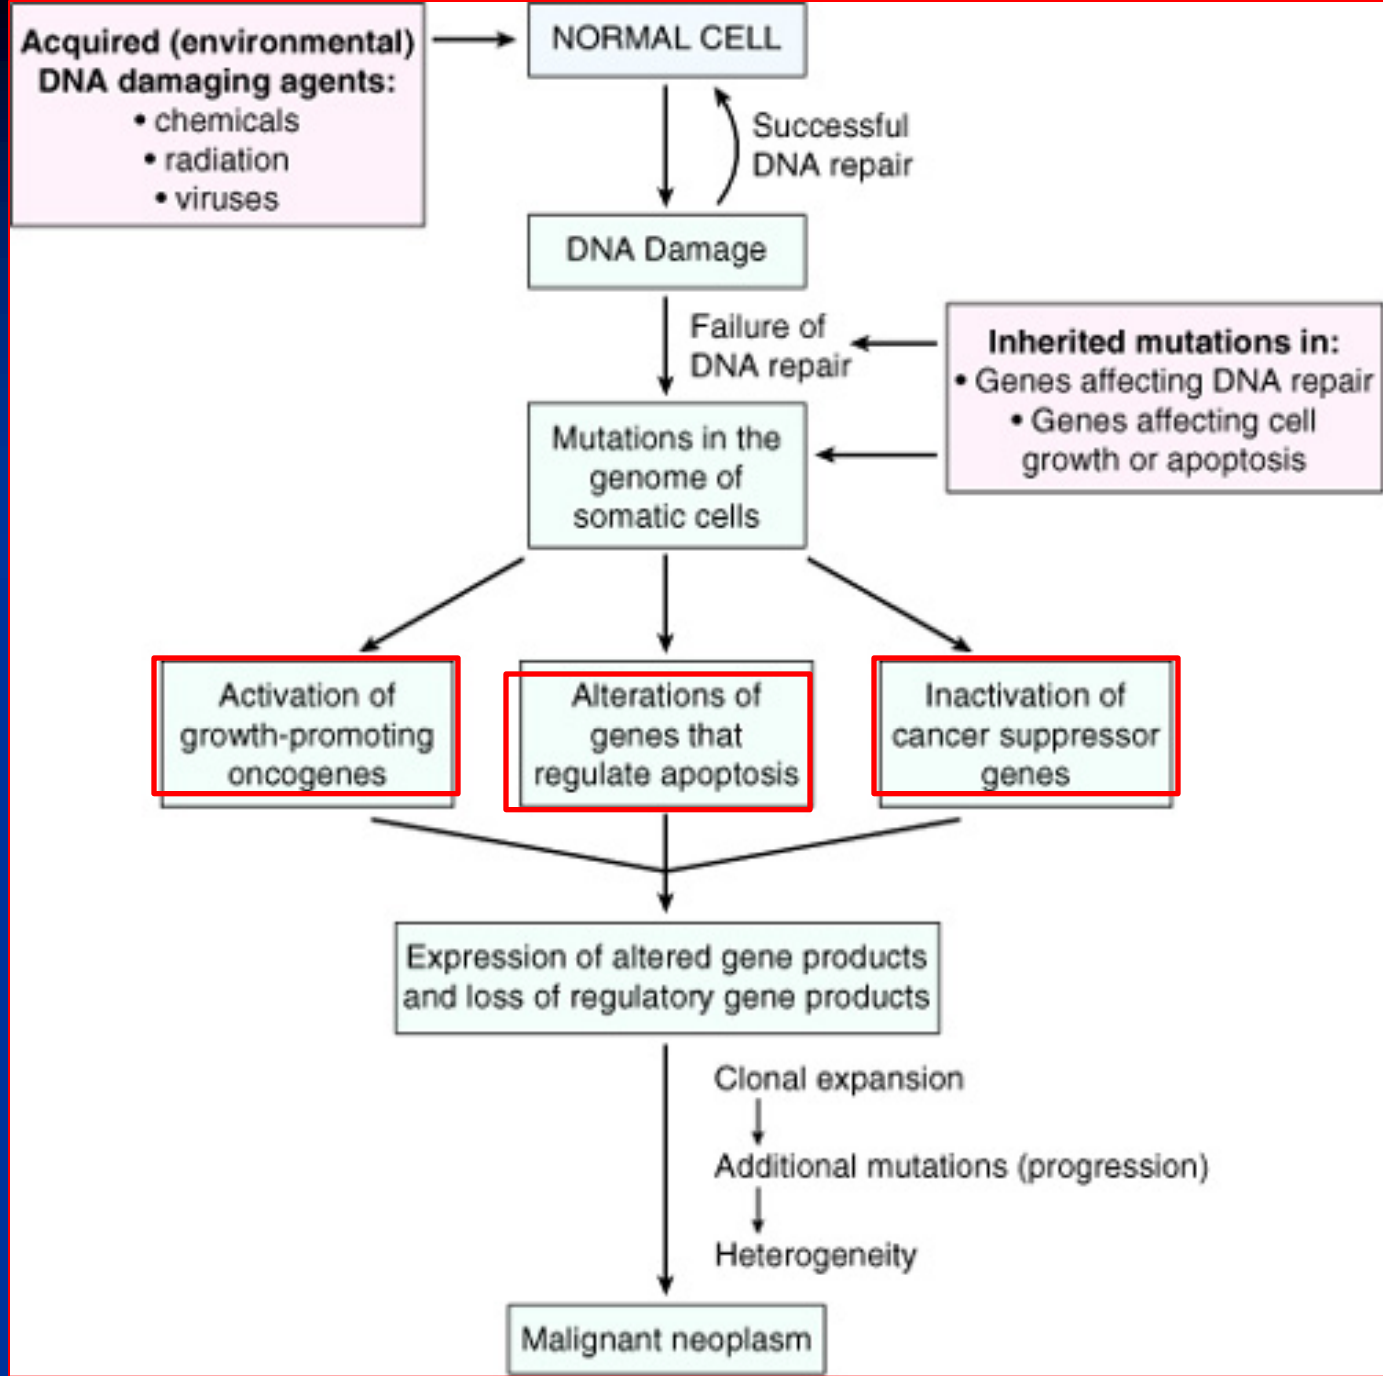 Acquired (environmental)
DNA damaging agents:
• chemicals
• radiation
• viruses
NORMAL CELL
Successful
DNA repair
DNA Damage
Failure of
DNA repair
Inherited mutations in:
• Genes affecting DNA repair
• Genes affecting cell
growth or apoptosis
Mutations in the
genome of
somatic cells
Activation of
growth-promoting
oncogenes
Alterations of
genes that
regulate apoptosis
Inactivation of
cancer suppressor
genes
Expression of altered gene products
and loss of regulatory gene products
Clonal expansion
Additional mutations (progression)
Heterogeneity
Malignant neoplasm